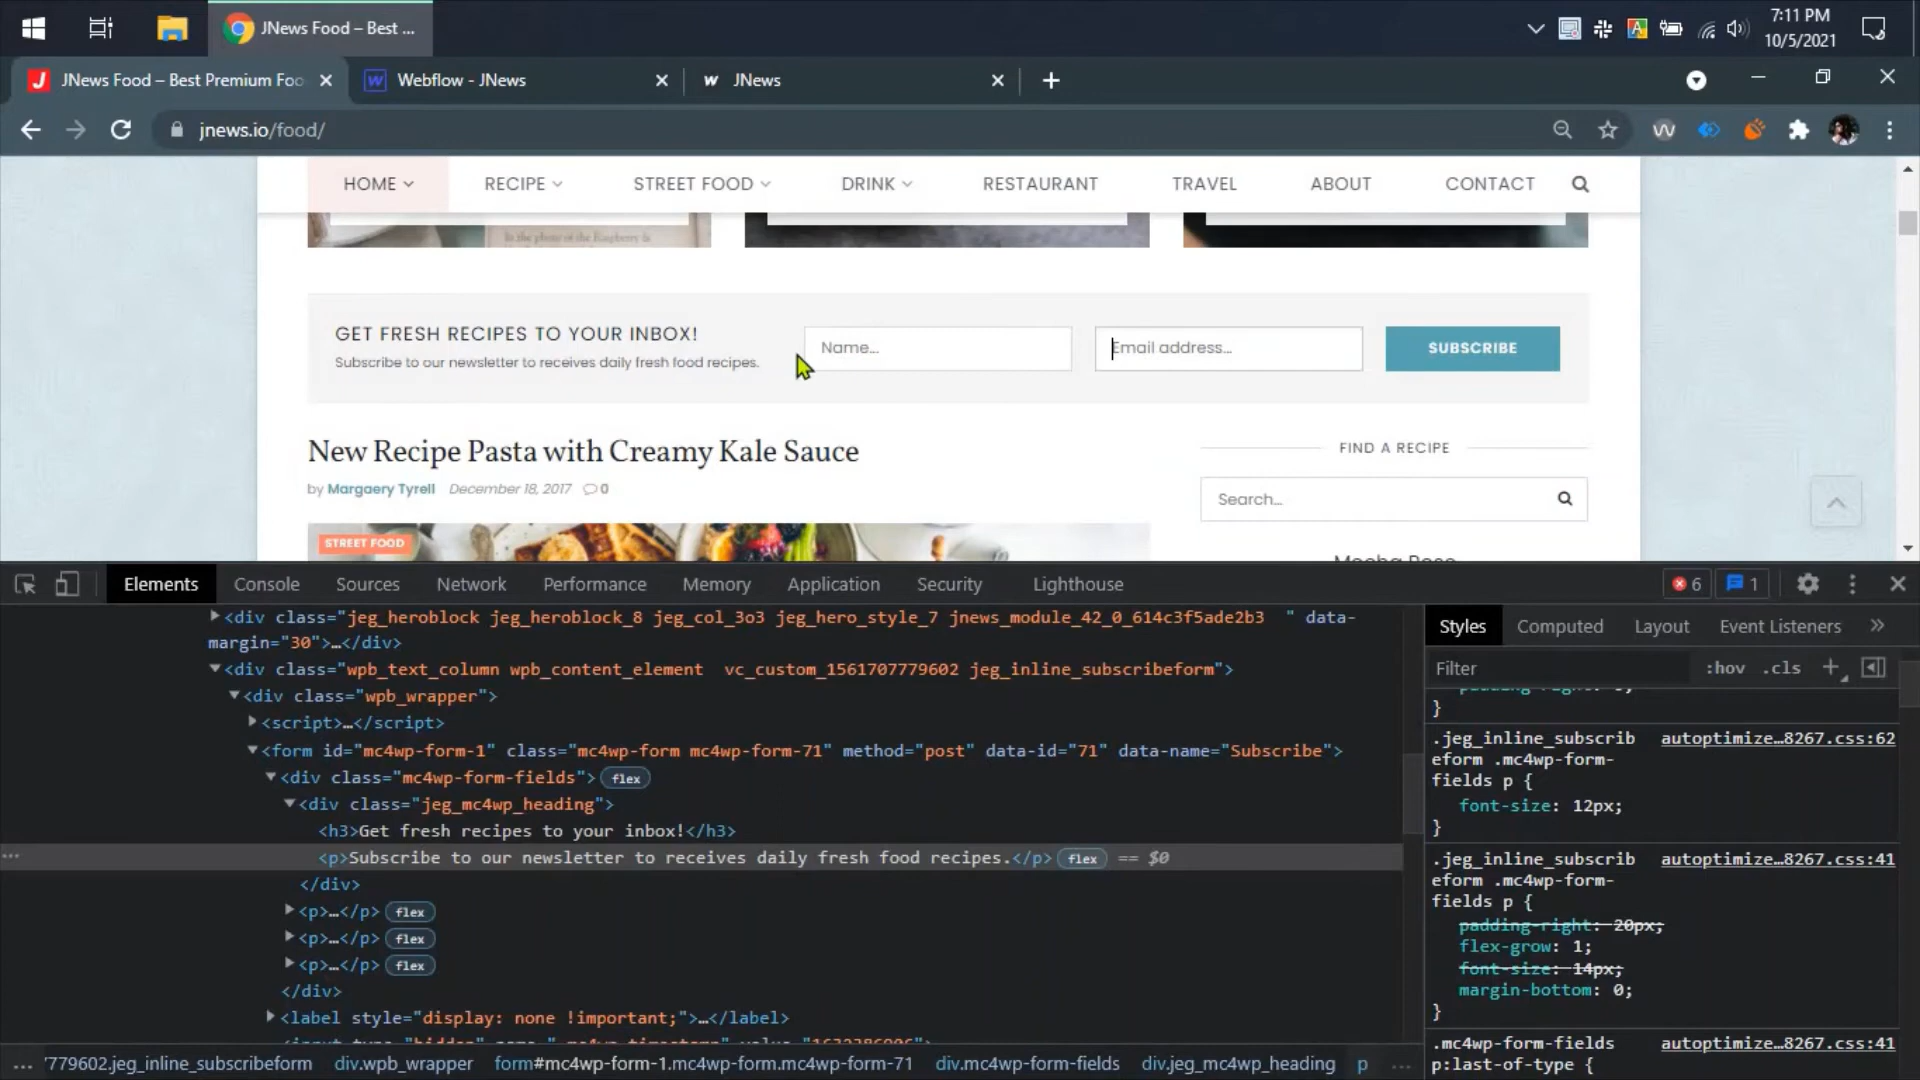 JNews Food – Best ...
7:11 PM
10/5/2021
JNews Food – Best Premium Foo
Webflow - JNews
JNews
jnews.io/food/
HOME RECIPE STREET FOOD DRINK RESTAURANT TRAVEL ABOUT CONTACT
GET FRESH RECIPES TO YOUR INBOX!
Subscribe to our newsletter to receives daily fresh food recipes.
Name...
Email address...
SUBSCRIBE
New Recipe Pasta with Creamy Kale Sauce
by Margaery Tyrell December 18, 2017 0
STREET FOOD
FIND A RECIPE
Search...
Elements Console Sources Network Performance Memory Application Security Lighthouse 6 1
<div class="jeg_heroblock jeg_heroblock_8 jeg_col_3o3 jeg_hero_style_7 jnews_module_42_0_614c3f5ade2b3 " data-
margin="30">…</div>
<div class="wpb_text_column wpb_content_element  vc_custom_1561707779602 jeg_inline_subscribeform">
<div class="wpb_wrapper">
<script>…</script>
<form id="mc4wp-form-1" class="mc4wp-form mc4wp-form-71" method="post" data-id="71" data-name="Subscribe">
<div class="mc4wp-form-fields"> flex
<div class="jeg_mc4wp_heading">
<h3>Get fresh recipes to your inbox!</h3>
... <p>Subscribe to our newsletter to receives daily fresh food recipes.</p> flex == $0
</div>
<p>…</p> flex
<p>…</p> flex
<p>…</p> flex
</div>
<label style="display: none !important;">…</label>
... '779602.jeg_inline_subscribeform div.wpb_wrapper form#mc4wp-form-1.mc4wp-form.mc4wp-form-71 div.mc4wp-form-fields div.jeg_mc4wp_heading p ...
Styles Computed Layout Event Listeners »
Filter :hov .cls +
}
.jeg_inline_subscrib autoptimize…8267.css:62
eform .mc4wp-form-
fields p {
font-size: 12px;
}
.jeg_inline_subscrib autoptimize…8267.css:41
eform .mc4wp-form-
fields p {
padding-right: 20px;
flex-grow: 1;
font-size: 14px;
margin-bottom: 0;
}
.mc4wp-form-fields autoptimize…8267.css:41
p:last-of-type {